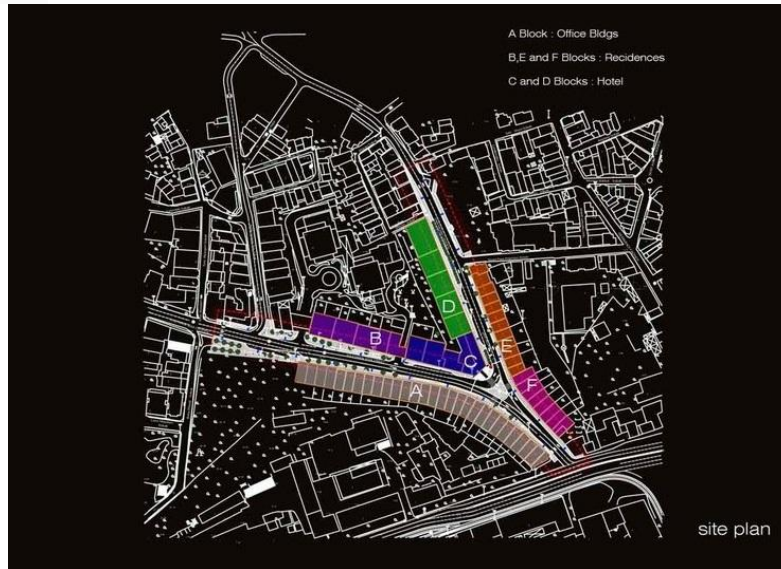 A Block : Office Bldgs
B,E and F Blocks : Recidences
C and D Blocks : Hotel
D
B
E
C
F
A
site plan